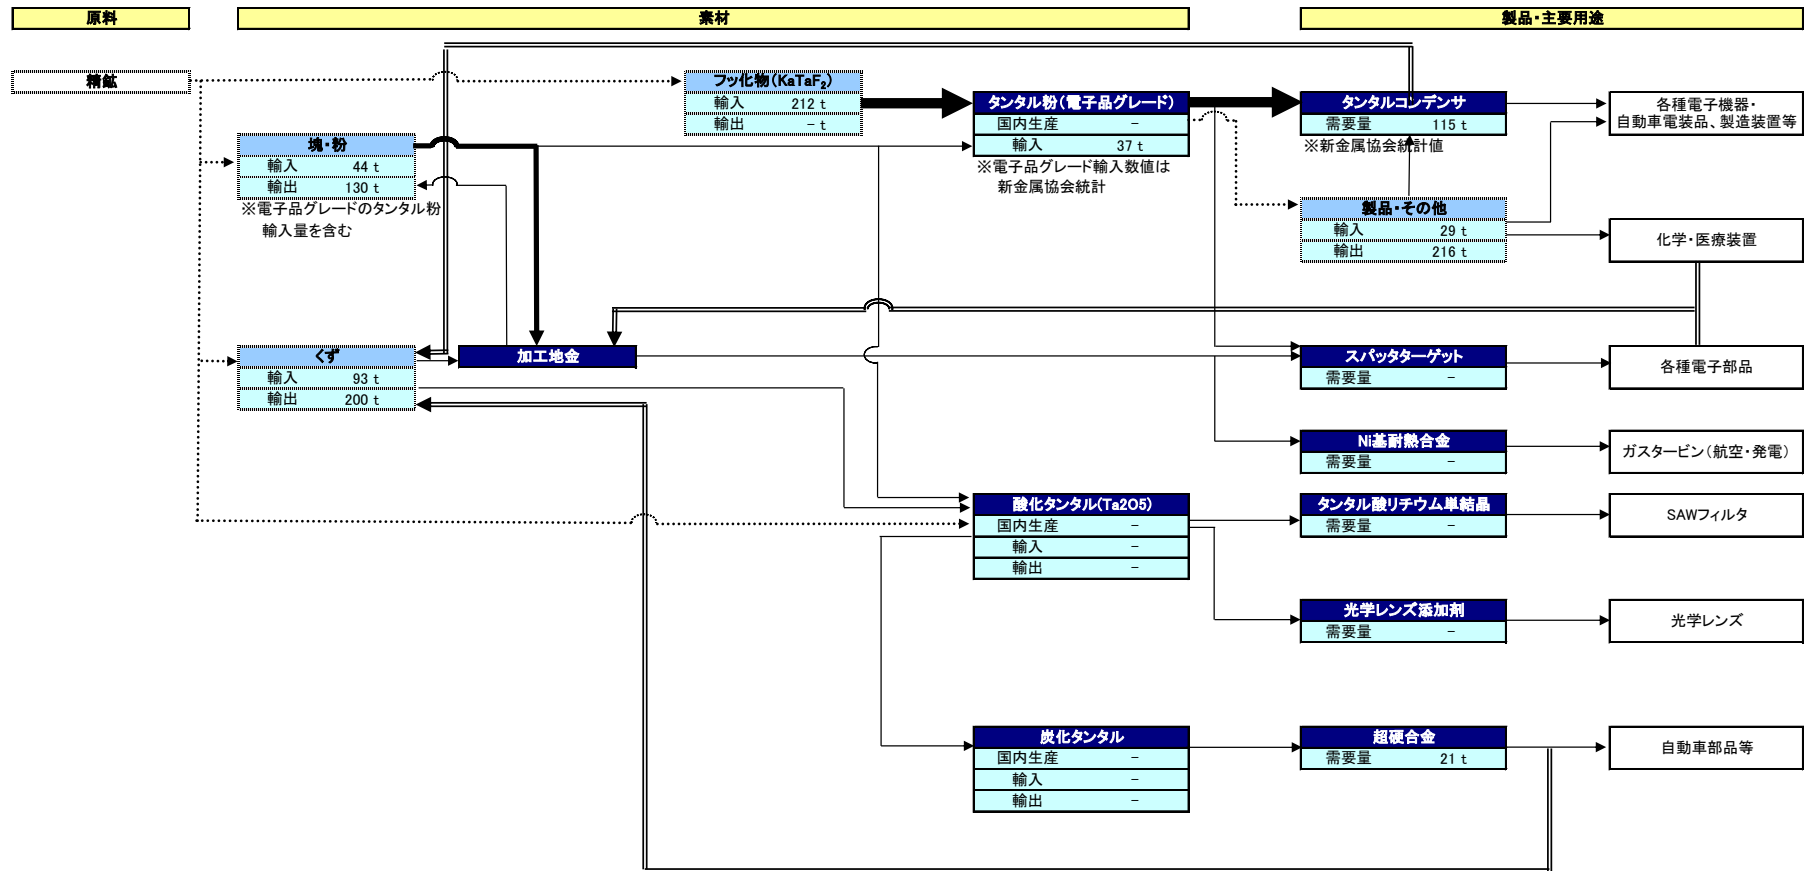 原料
素材
製品・主要用途
精鉱
フッ化物(KaTaF₂)
輸入 212 t
輸出 － t
タンタル粉(電子品グレード)
国内生産 －
輸入 37 t
※電子品グレード輸入数値は
新金属協会統計
タンタルコンデンサ
需要量 115 t
※新金属協会統計値
各種電子機器・
自動車電装品、製造装置等
塊・粉
輸入 44 t
輸出 130 t
※電子品グレードのタンタル粉
輸入量を含む
製品・その他
輸入 29 t
輸出 216 t
化学・医療装置
くず
輸入 93 t
輸出 200 t
加工地金
スパッタターゲット
需要量 －
各種電子部品
Ni基耐熱合金
需要量 －
ガスタービン(航空・発電)
酸化タンタル(Ta2O5)
国内生産 －
輸入 －
輸出 －
タンタル酸リチウム単結晶
需要量 －
SAWフィルタ
光学レンズ添加剤
需要量 －
光学レンズ
炭化タンタル
国内生産 －
輸入 －
輸出 －
超硬合金
需要量 21 t
自動車部品等